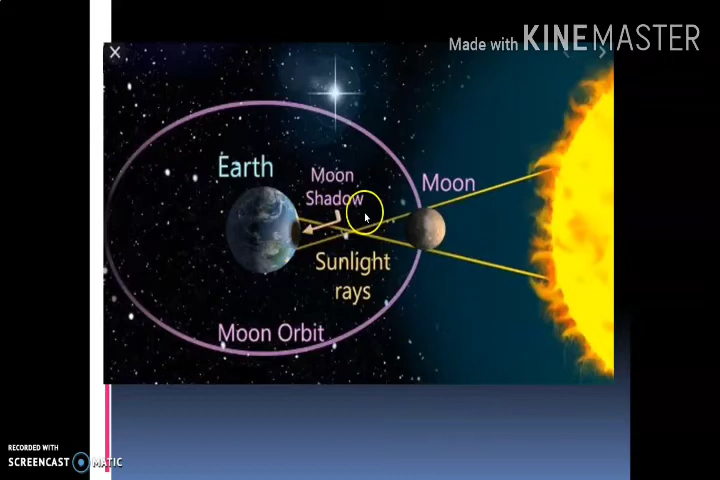 Made with KINEMASTER
Earth
Moon
Shadow
Moon
Sunlight
rays
Moon Orbit
RECORDED WITH
SCREENCAST MATIC